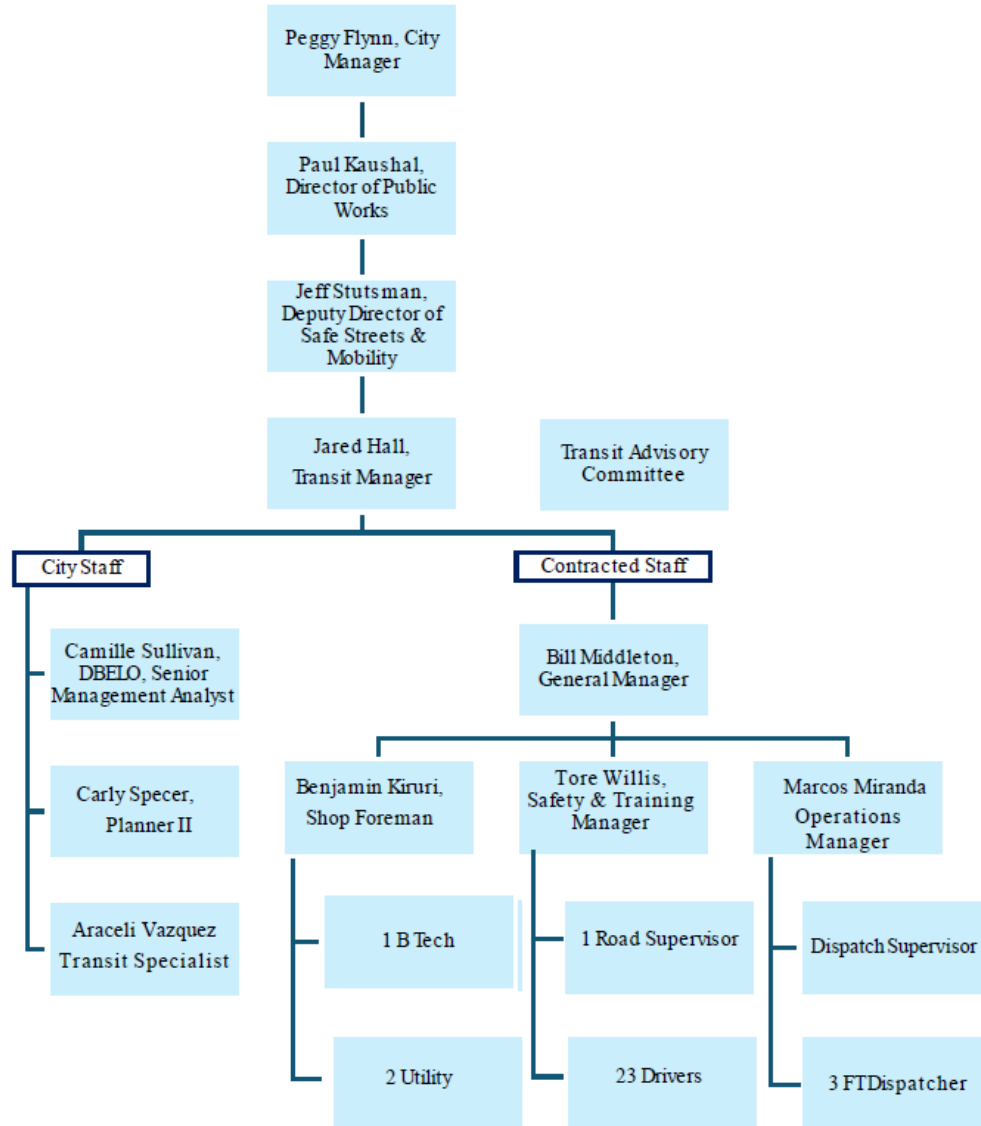 Peggy Flynn, City
Manager
Paul Kaushal,
Director of Public
Works
Jeff Stutsman,
Deputy Director of
Safe Streets &
Mobility
Jared Hall,
Transit Manager
Transit Advisory
Committee
City Staff
Contracted Staff
Camille Sullivan,
DBELO, Senior
Management Analyst
Carly Specer,
Planner II
Araceli Vazquez
Transit Specialist
Bill Middleton,
General Manager
Benjamin Kiruri,
Shop Foreman
Tore Willis,
Safety & Training
Manager
Marcos Miranda
Operations
Manager
1 B Tech
1 Road Supervisor
Dispatch Supervisor
2 Utility
23 Drivers
3 FTDispatcher